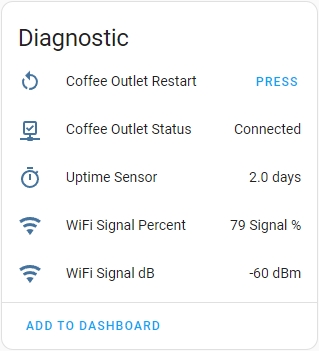 Diagnostic
Coffee Outlet Restart PRESS
Coffee Outlet Status Connected
Uptime Sensor 2.0 days
WiFi Signal Percent 79 Signal %
WiFi Signal dB -60 dBm
ADD TO DASHBOARD